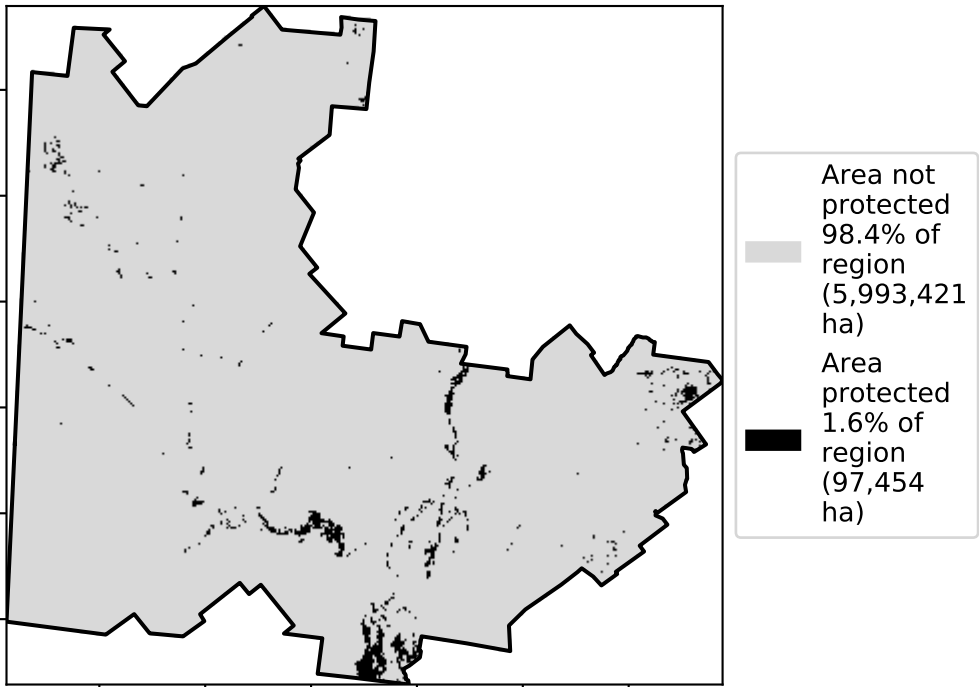 Area not
protected
98.4% of
region
(5,993,421
ha)
Area
protected
1.6% of
region
(97,454
ha)